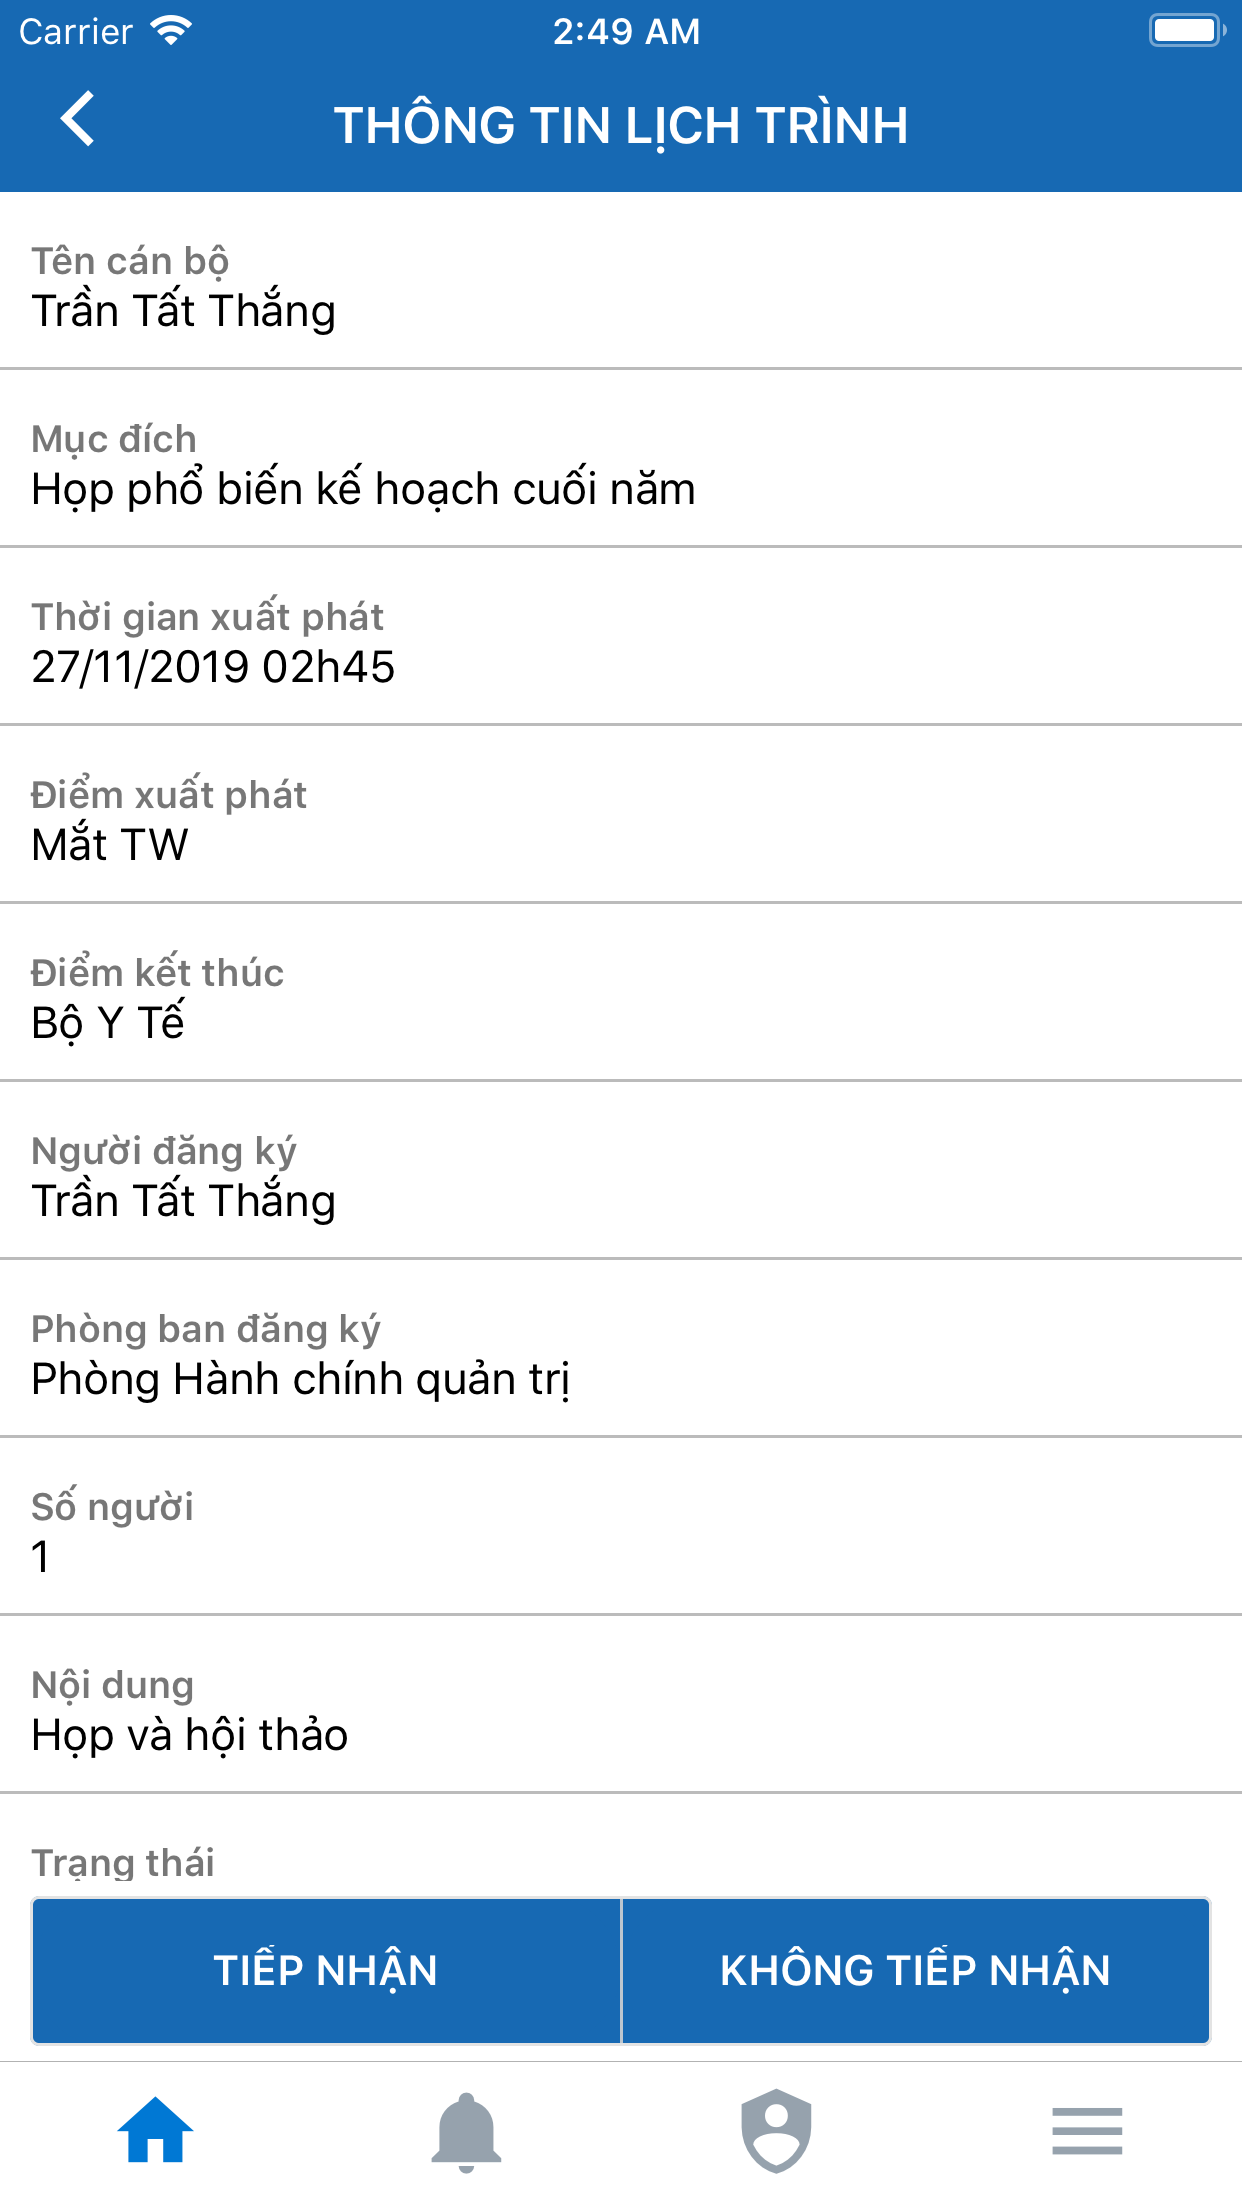 Carrier 2:49 AM
THÔNG TIN LỊCH TRÌNH
Tên cán bộ
Trần Tất Thắng
Mục đích
Họp phổ biến kế hoạch cuối năm
Thời gian xuất phát
27/11/2019 02h45
Điểm xuất phát
Mắt TW
Điểm kết thúc
Bộ Y Tế
Người đăng ký
Trần Tất Thắng
Phòng ban đăng ký
Phòng Hành chính quản trị
Số người
1
Nội dung
Họp và hội thảo
Trạng thái
TIẾP NHẬN KHÔNG TIẾP NHẬN